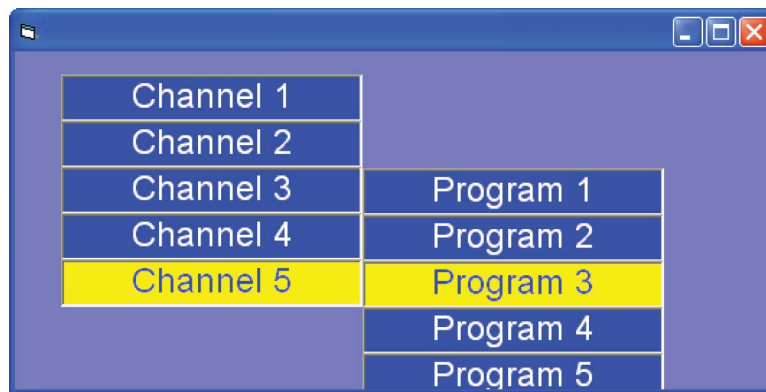 Channel 1
Channel 2
Channel 3
Channel 4
Channel 5
Program 1
Program 2
Program 3
Program 4
Program 5